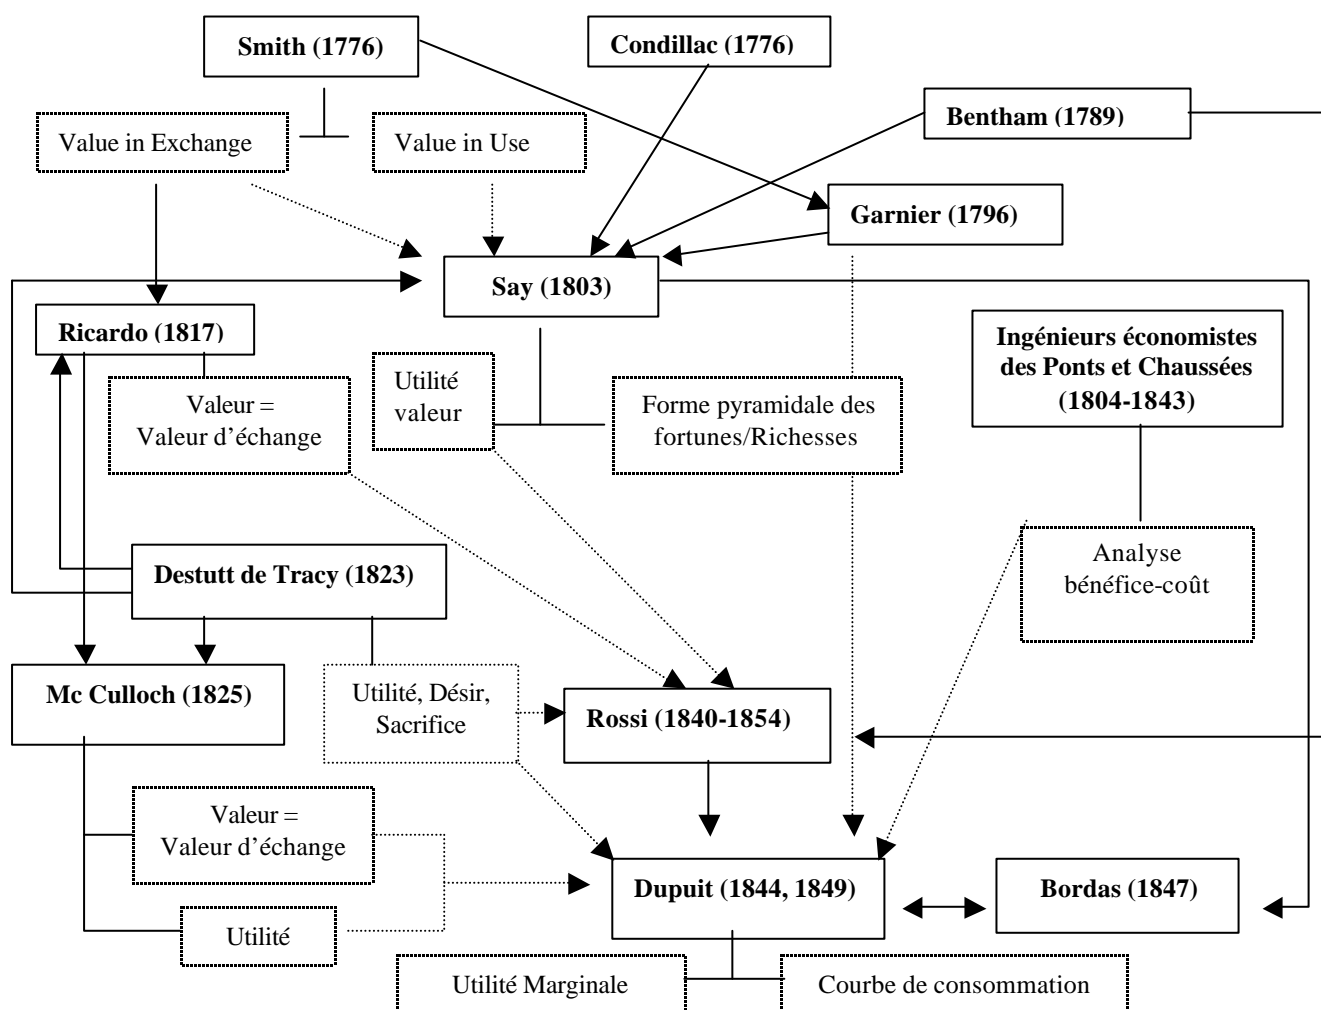 Smith (1776)
Condillac (1776)
Bentham (1789)
Value in Exchange
Value in Use
Garnier (1796)
Say (1803)
Ricardo (1817)
Ingénieurs économistes
des Ponts et Chaussées
(1804-1843)
Utilité
valeur
Valeur =
Valeur d’échange
Forme pyramidale des
fortunes/Richesses
Analyse
bénéfice-coût
Destutt de Tracy (1823)
Mc Culloch (1825)
Utilité, Désir,
Sacrifice
Rossi (1840-1854)
Valeur =
Valeur d’échange
Dupuit (1844, 1849)
Bordas (1847)
Utilité
Utilité Marginale
Courbe de consommation